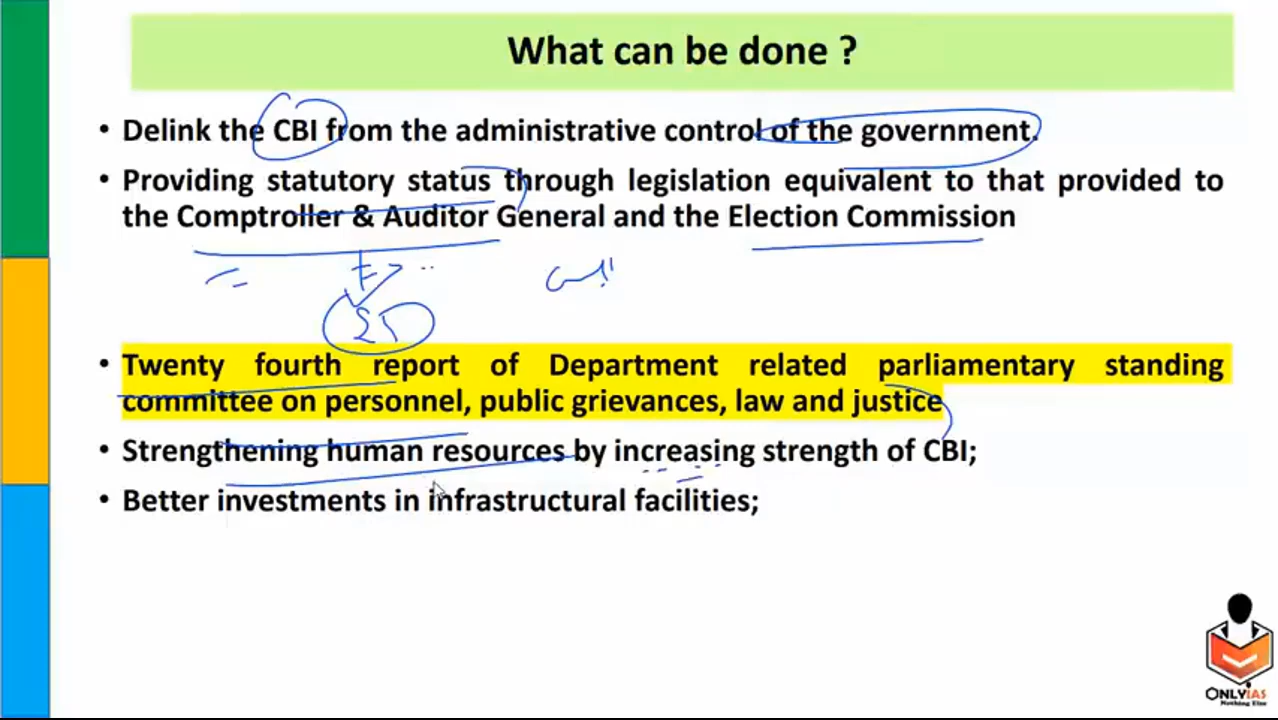 What can be done ?
• Delink the CBI from the administrative control of the government.
• Providing statutory status through legislation equivalent to that provided to
the Comptroller & Auditor General and the Election Commission
• Twenty fourth report of Department related parliamentary standing
committee on personnel, public grievances, law and justice
• Strengthening human resources by increasing strength of CBI;
• Better investments in infrastructural facilities;
ONLYIAS
Nothing Else